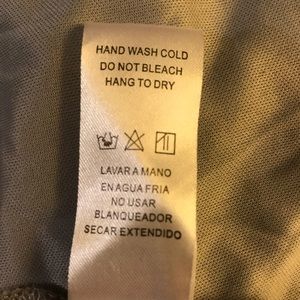 HAND WASH COLD
DO NOT BLEACH
HANG TO DRY
LAVAR A MANO
EN AGUA FRIA
NO USAR
BLANQUEADOR
SECAR EXTENDIDO